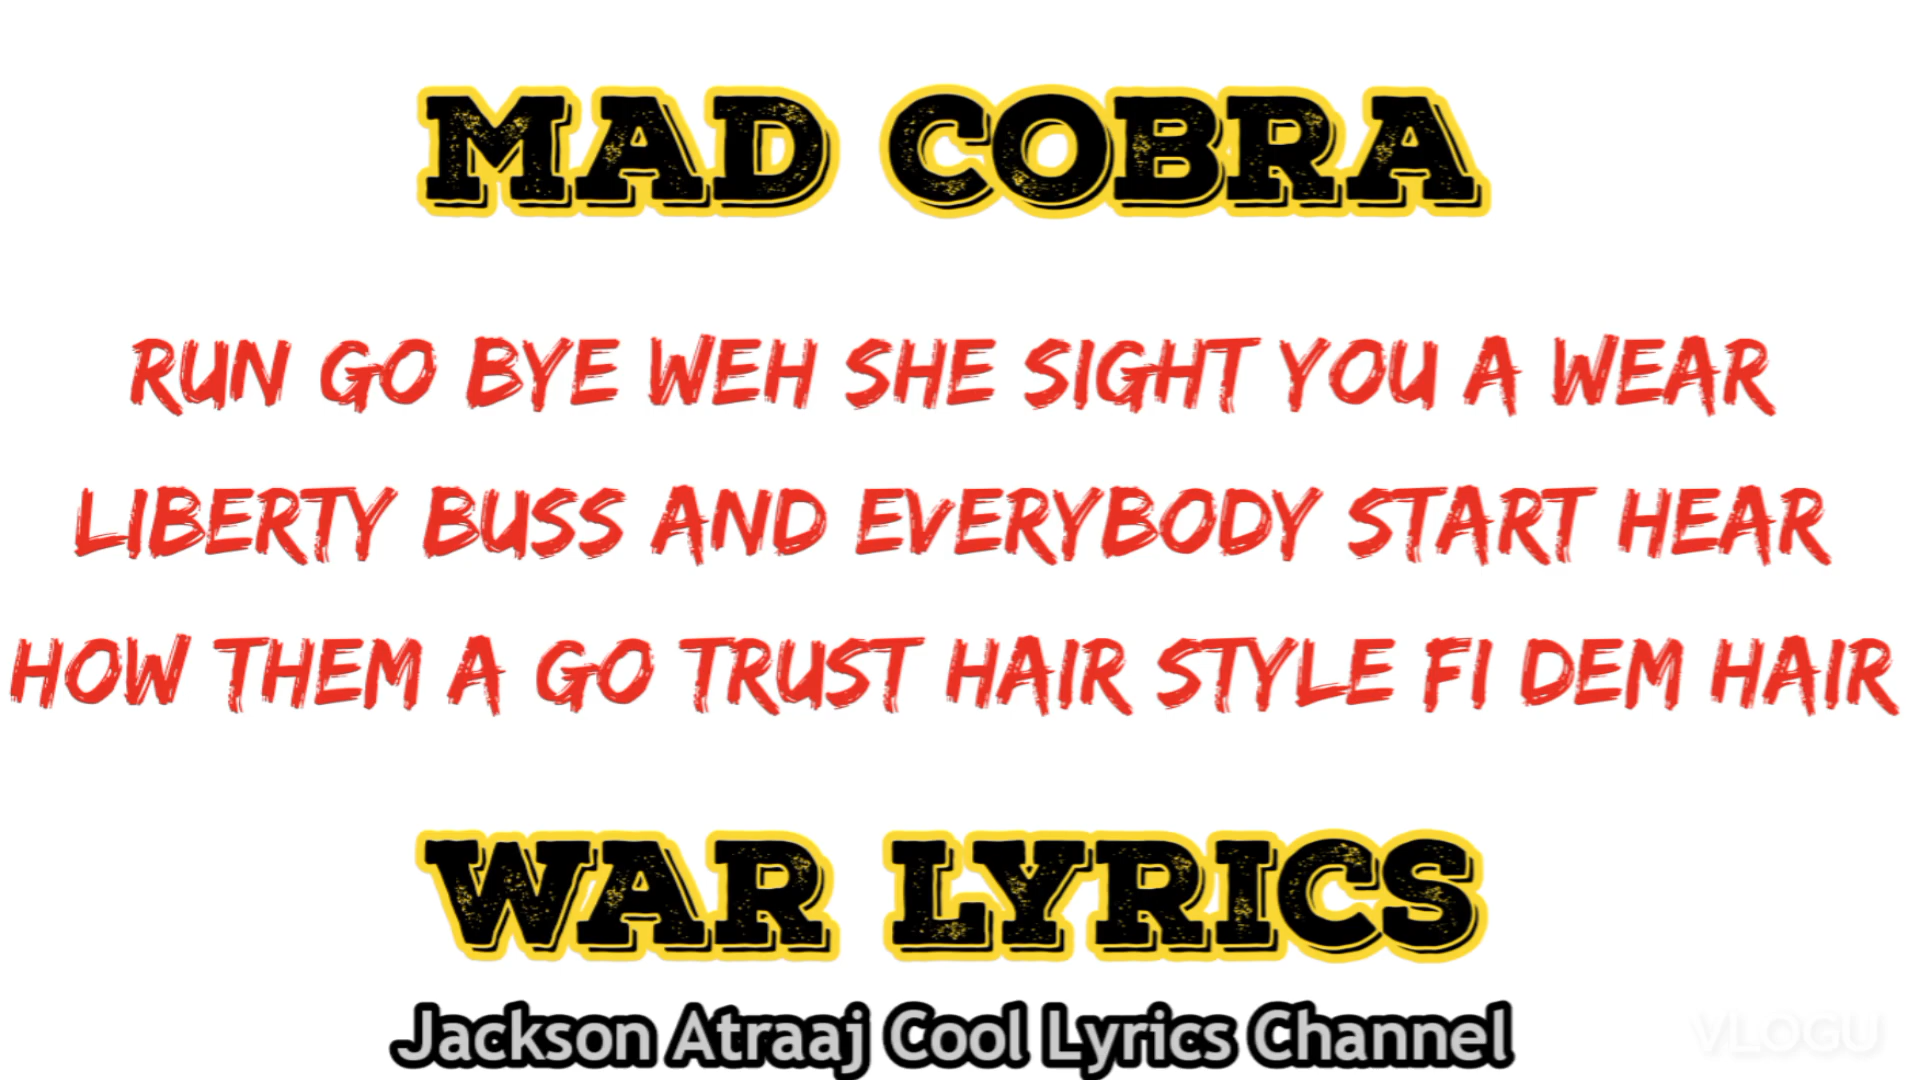 MAD COBRA
RUN GO BYE WEH SHE SIGHT YOU A WEAR
LIBERTY BUSS AND EVERYBODY START HEAR
HOW THEM A GO TRUST HAIR STYLE FI DEM HAIR
WAR LYRICS
Jackson Atraaj Cool Lyrics Channel
VLOGU